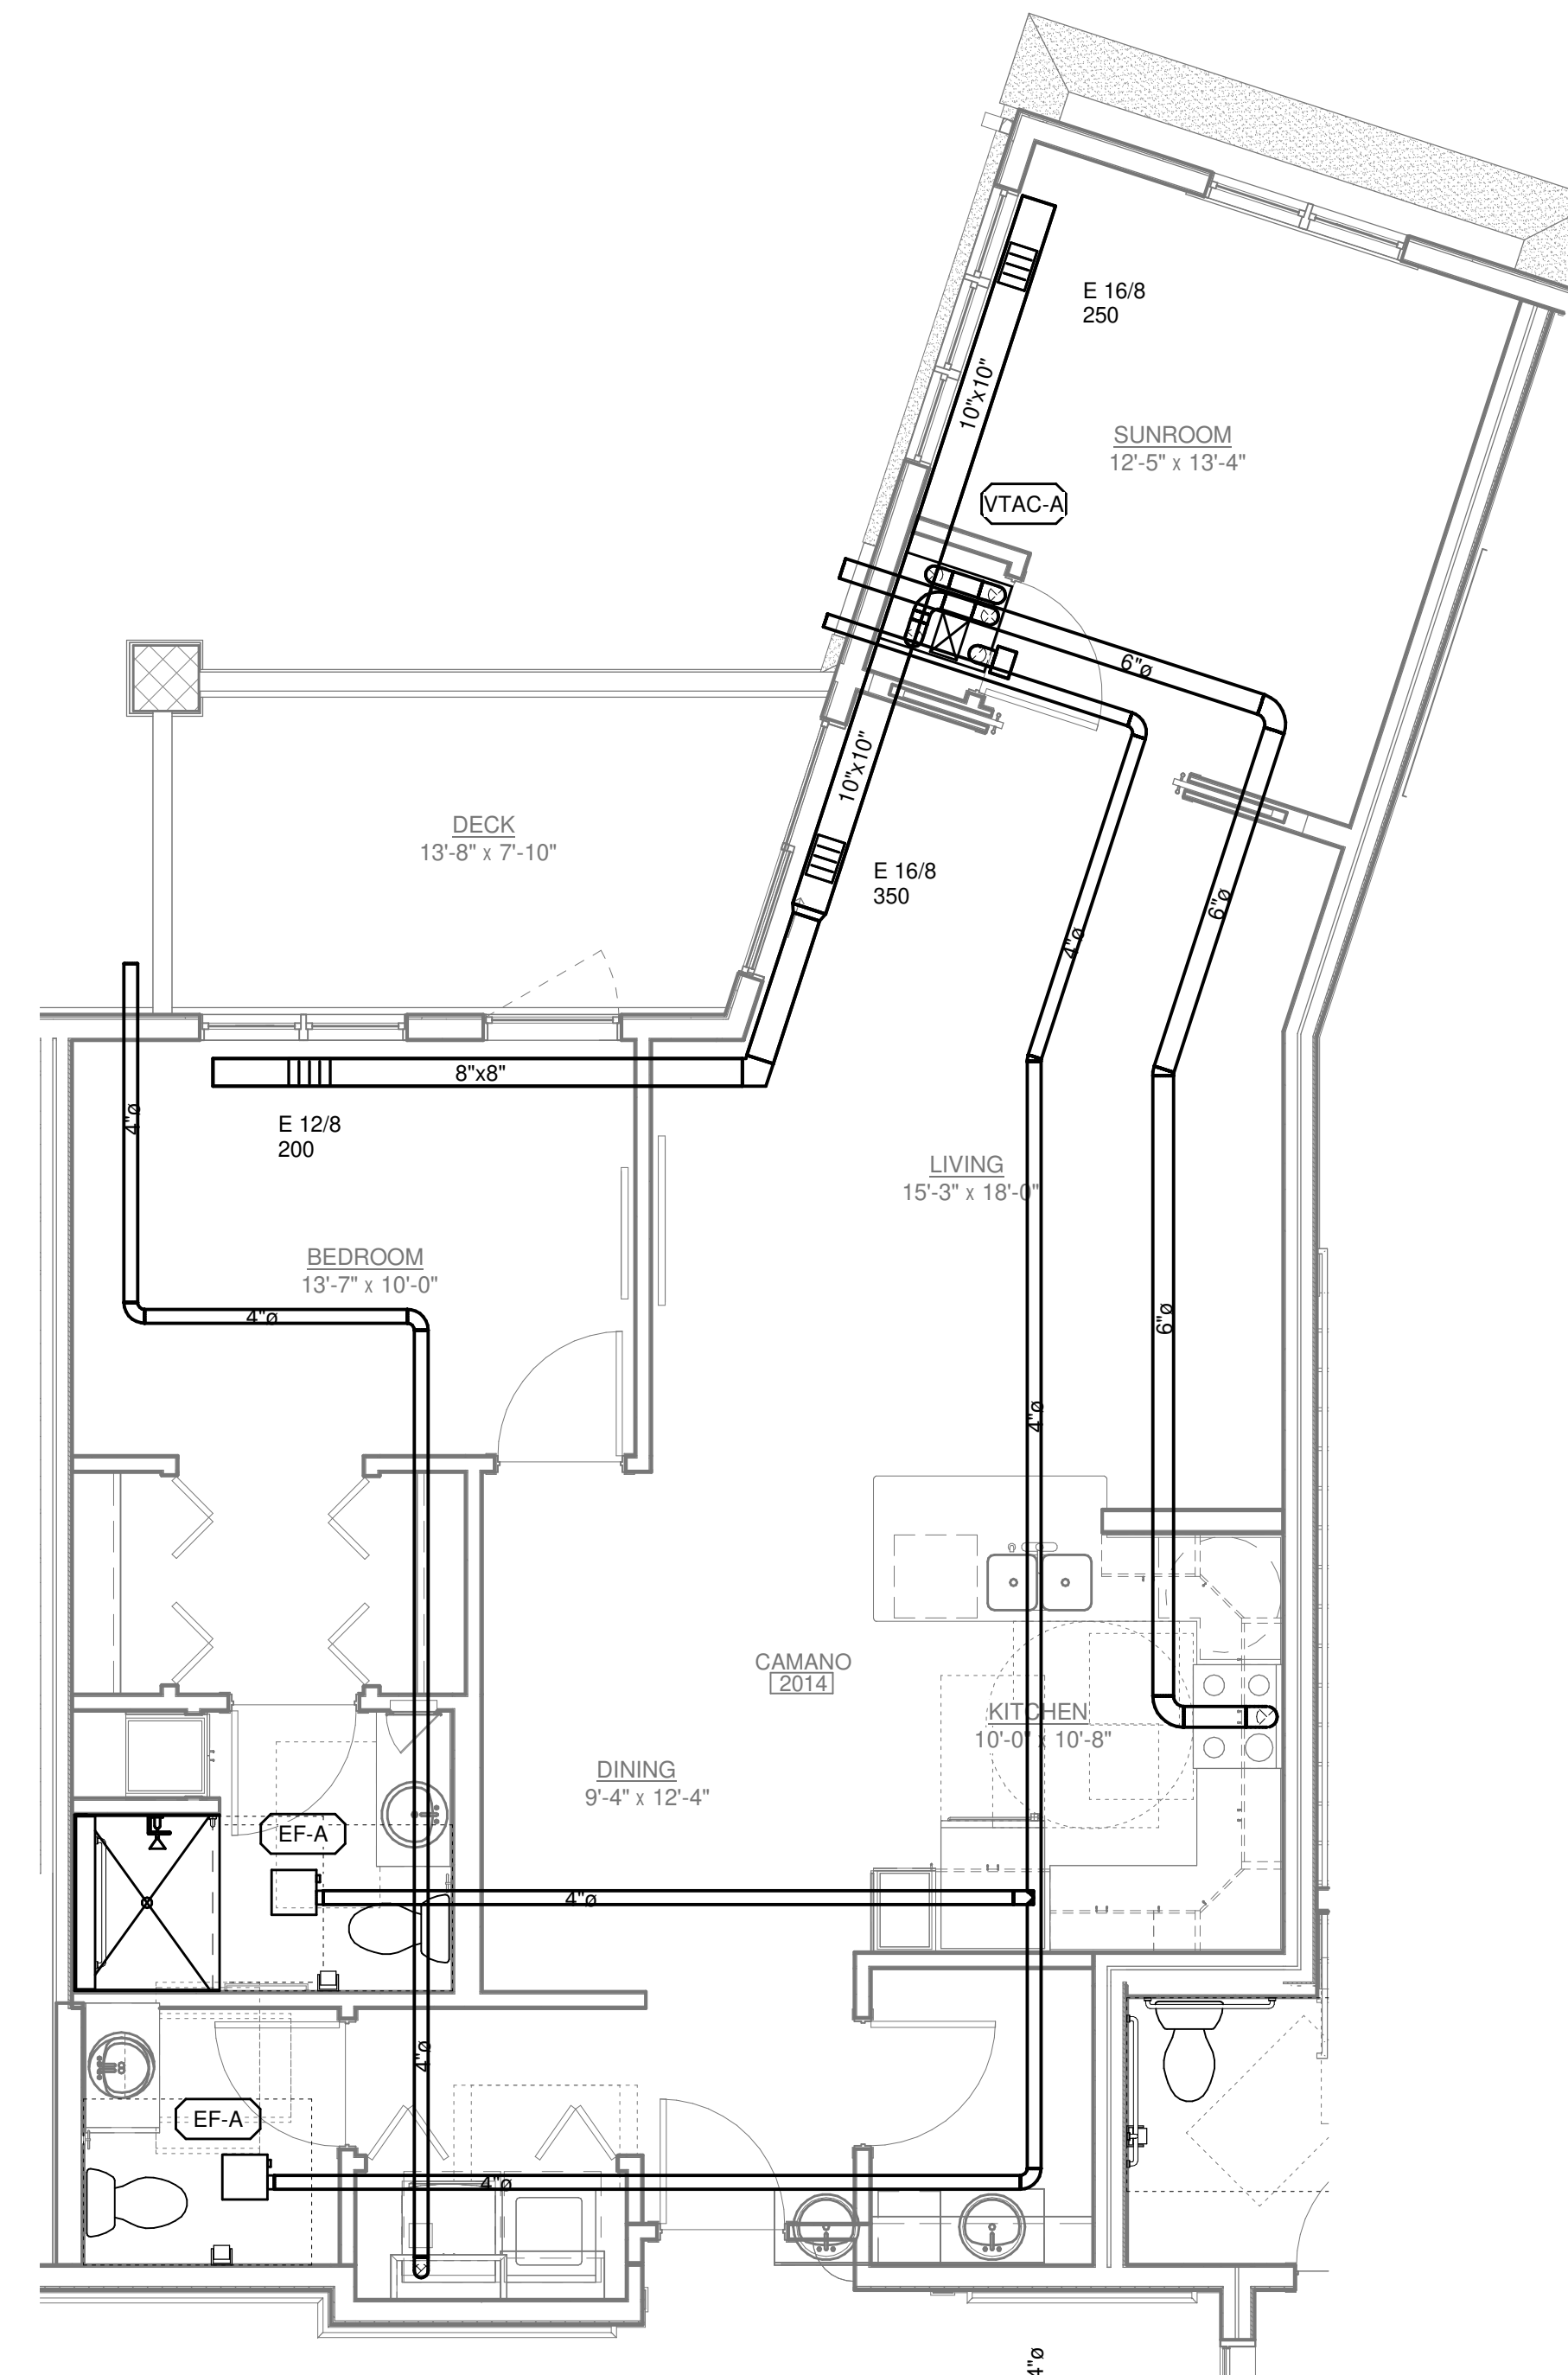 E 16/8
250
10"x10"
SUNROOM
12'-5" x 13'-4"
VTAC-A
6"ø
10"x10"
DECK
13'-8" x 7'-10"
E 16/8
350
6"ø
4"ø
8"x8"
4"ø
E 12/8
200
LIVING
15'-3" x 18'-0"
BEDROOM
13'-7" x 10'-0"
4"ø
6"ø
4"ø
CAMANO
2014
KITCHEN
10'-0" x 10'-8"
DINING
9'-4" x 12'-4"
EF-A
4"ø
4"ø
EF-A
4"ø
4"ø